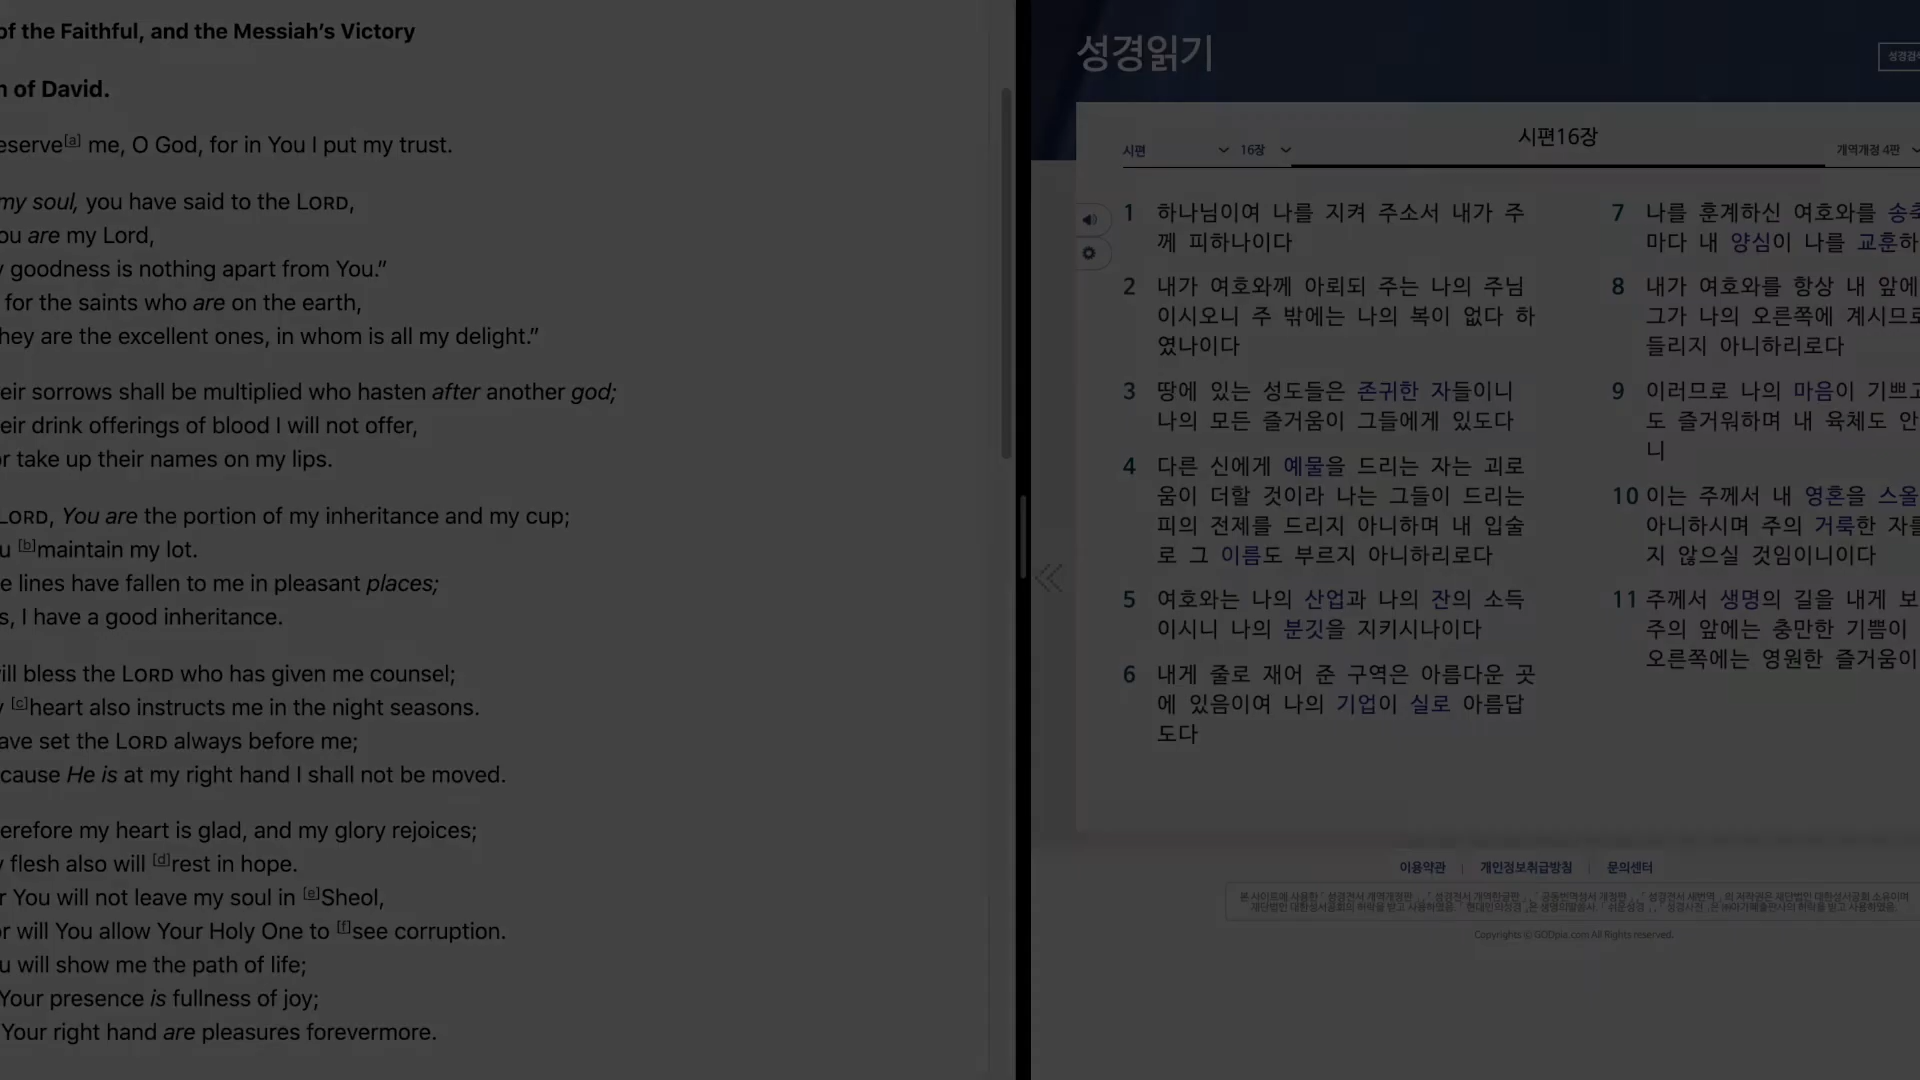 of the Faithful, and the Messiah’s Victory
of David.
me, O God, for in You I put my trust.
my soul, you have said to the LORD,
are my Lord,
goodness is nothing apart from You.”
for the saints who are on the earth,
they are the excellent ones, in whom is all my delight.”
sorrows shall be multiplied who hasten after another god;
drink offerings of blood I will not offer,
take up their names on my lips.
LORD, You are the portion of my inheritance and my cup;
[b]maintain my lot.
lines have fallen to me in pleasant places;
I have a good inheritance.
bless the LORD who has given me counsel;
[c]heart also instructs me in the night seasons.
set the LORD always before me;
He is at my right hand I shall not be moved.
my heart is glad, and my glory rejoices;
flesh also will [d]rest in hope.
You will not leave my soul in [e]Sheol,
will You allow Your Holy One to [f]see corruption.
will show me the path of life;
Your presence is fullness of joy;
Your right hand are pleasures forevermore.
성경읽기
시편 16장 시편16장 개역개정 4판
1 하나님이여 나를 지켜 주소서 내가 주
께 피하나이다
2 내가 여호와께 아뢰되 주는 나의 주님
이시오니 주 밖에는 나의 복이 없다 하
였나이다
3 땅에 있는 성도들은 존귀한 자들이니
나의 모든 즐거움이 그들에게 있도다
4 다른 신에게 예물을 드리는 자는 괴로
움이 더할 것이라 나는 그들이 드리는
피의 전제를 드리지 아니하며 내 입술
로 그 이름도 부르지 아니하리로다
5 여호와는 나의 산업과 나의 잔의 소득
이시니 나의 분깃을 지키시나이다
6 내게 줄로 재어 준 구역은 아름다운 곳
에 있음이여 나의 기업이 실로 아름답
도다
7 나를 훈계하신 여호와를
마다 내 양심이 나를
8 내가 여호와를 항상 내 앞에
그가 나의 오른쪽에 계시므로
들리지 아니하리로다
9 이러므로 나의 마음이 기쁘고
도 즐거워하며 내 육체도 안
니
10 이는 주께서 내 영혼을 스올
아니하시며 주의 거룩한 자를
지 않으실 것임이니이다
11 주께서 생명의 길을 내게 보
주의 앞에는 충만한 기쁨이
오른쪽에는 영원한 즐거움이
이용약관 | 개인정보취급방침 | 문의센터
Copyrights © GODpia.com All Rights reserved.